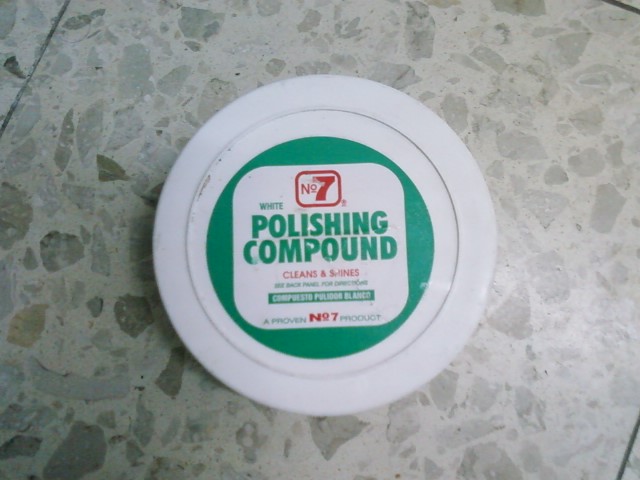 No7®
WHITE
POLISHING
COMPOUND
CLEANS & SHINES
SEE BACK PANEL FOR DIRECTIONS
COMPUESTO PULIDOR BLANCO
A PROVEN No7 PRODUCT